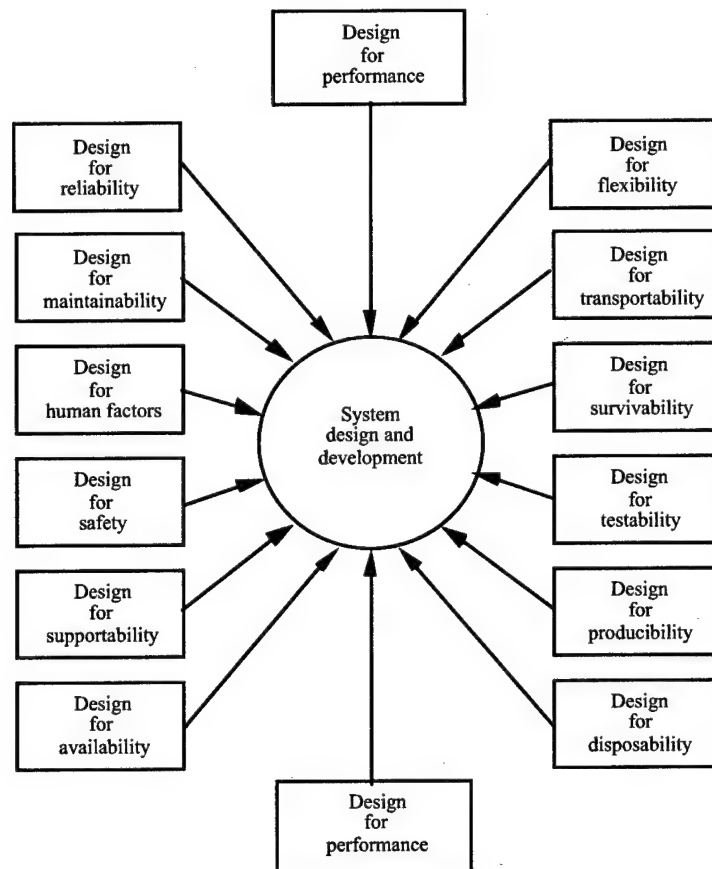 Design
for
performance
Design
for
reliability
Design
for
flexibility
Design
for
maintainability
Design
for
transportability
Design
for
human factors
System
design and
development
Design
for
survivability
Design
for
safety
Design
for
testability
Design
for
supportability
Design
for
producibility
Design
for
availability
Design
for
disposability
Design
for
performance